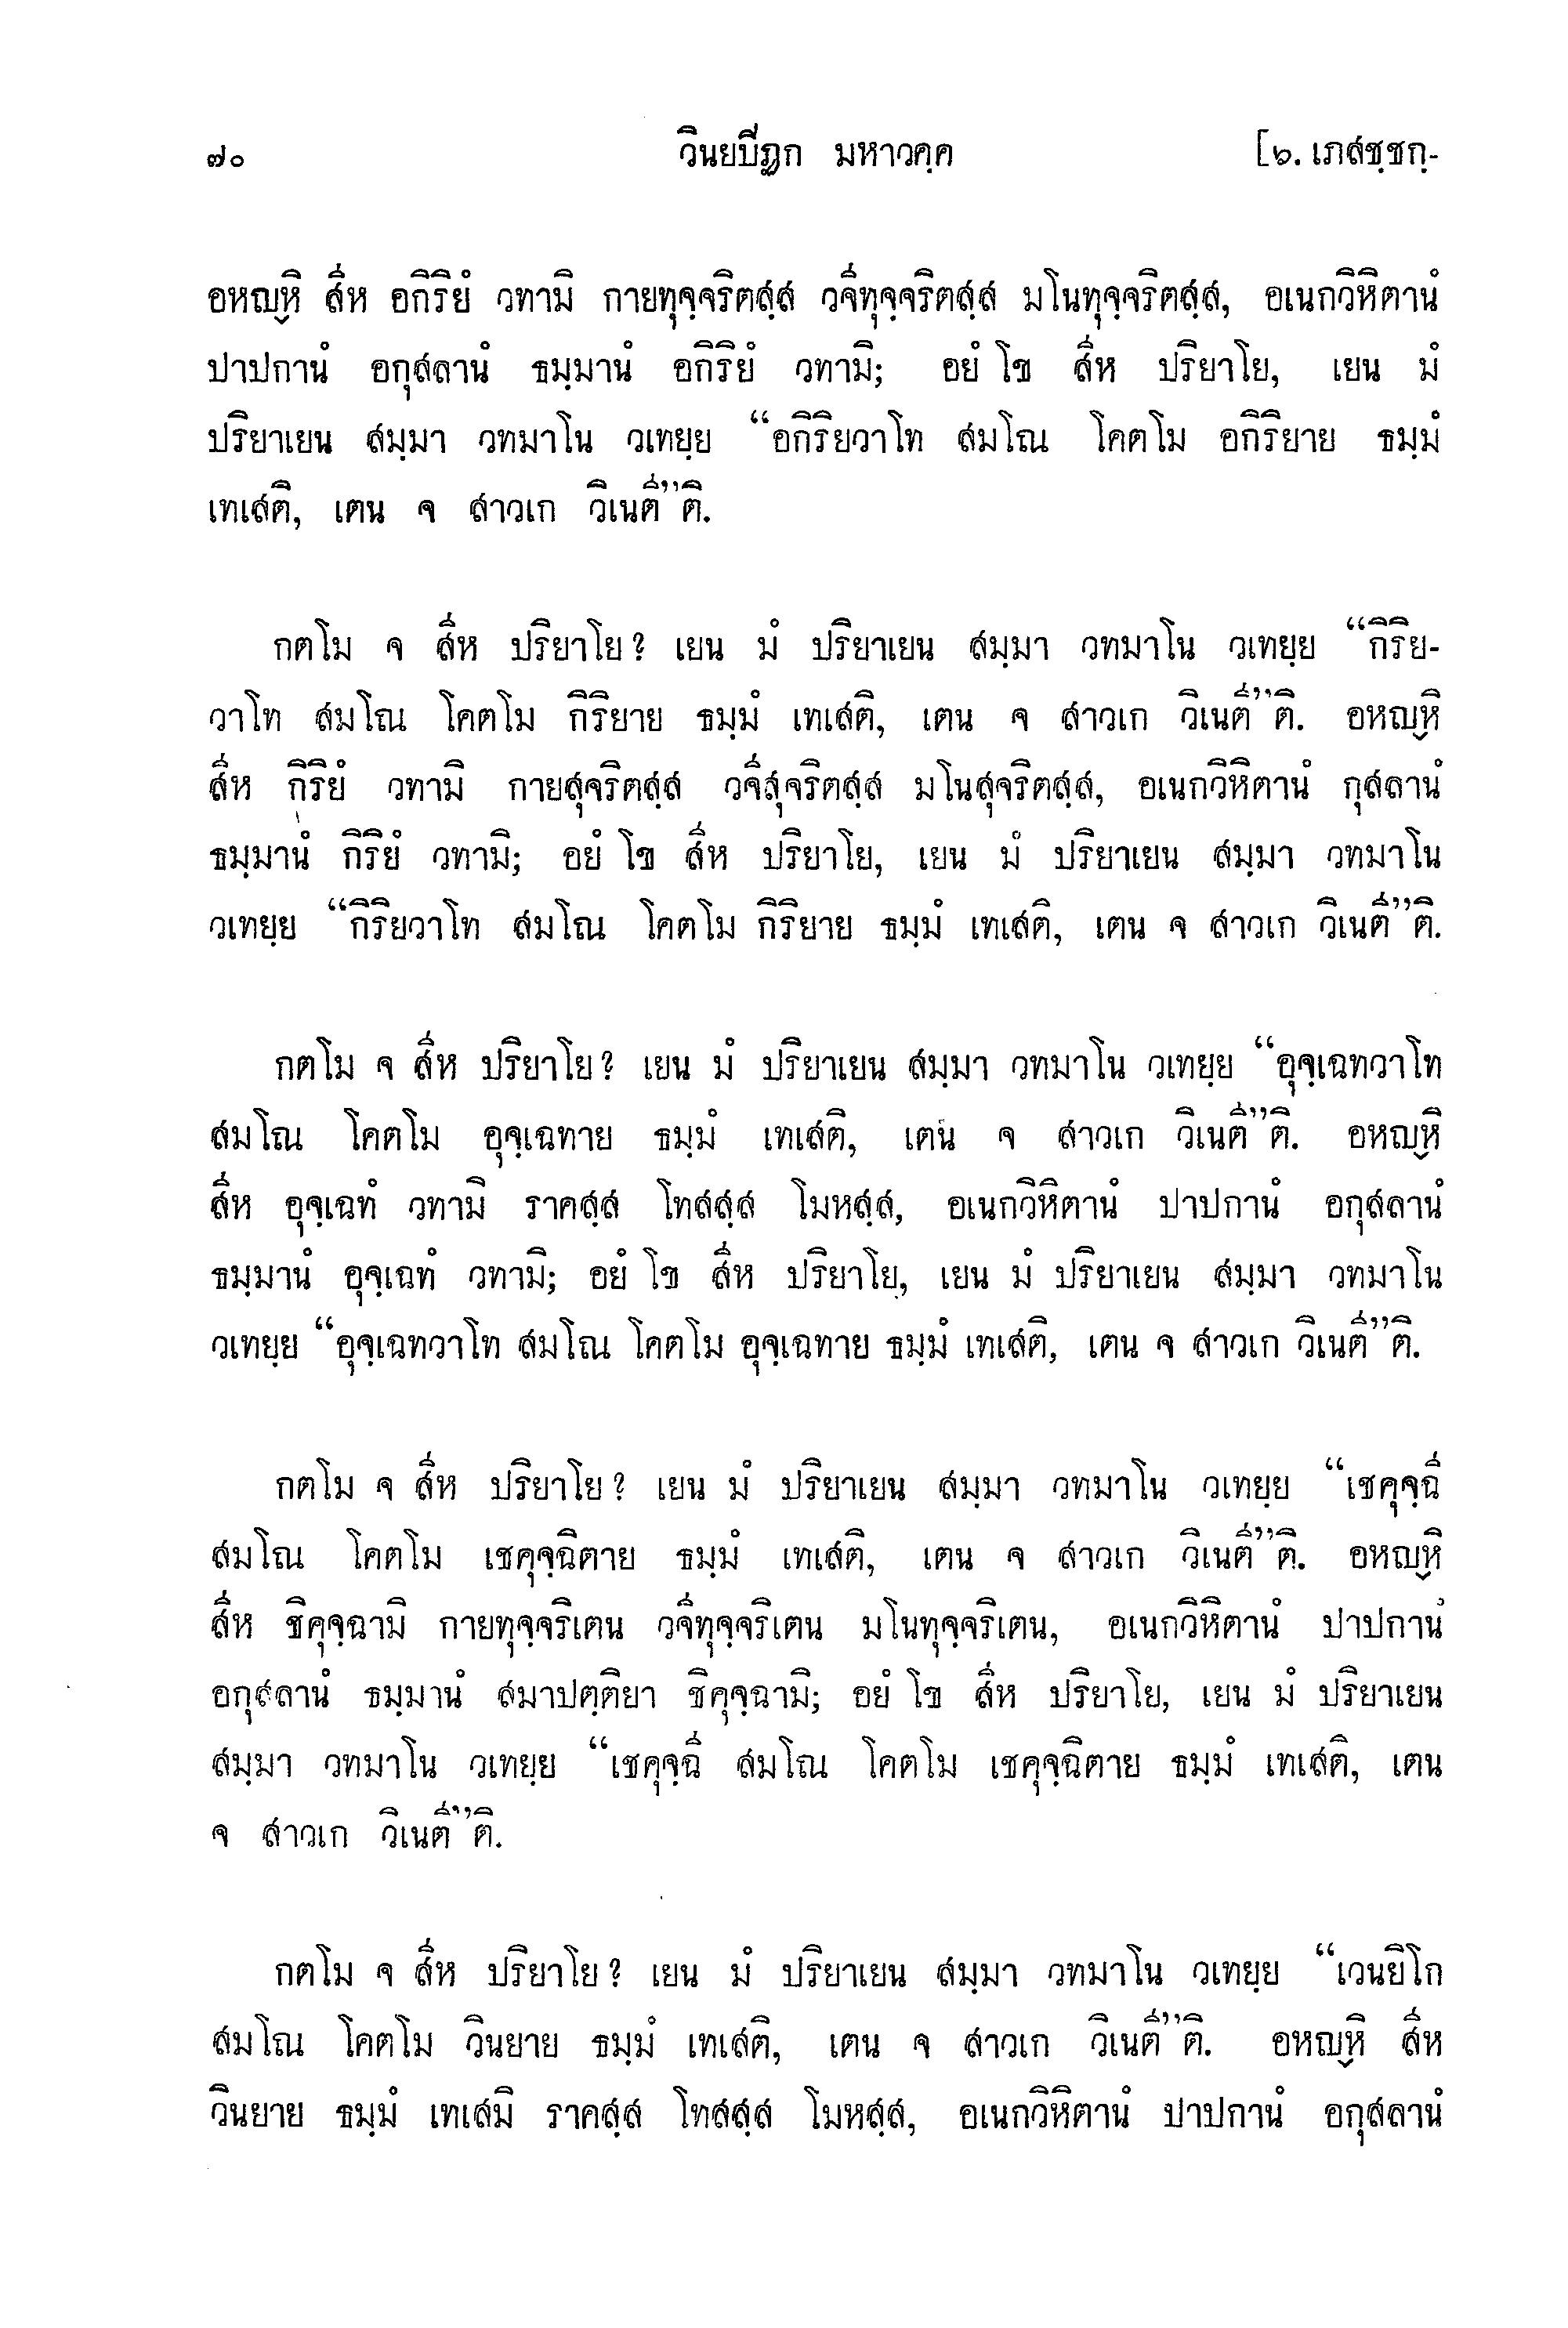 ๗๐ วินยปิฏก มหาวคฺค [๖. เภสชฺชกฺ-
อหญฺหิ สีห อกิริยํ วทามิ กายทุจฺจริตสฺส วจีทุจฺจริตสฺส มโนทุจฺจริตสฺส, อเนกวิหิตานํ
ปาปกานํ อกุสลานํ ธมฺมานํ อกิริยํ วทามิ; อยํ โข สีห ปริยาโย, เยน มํ
ปริยาเยน สมฺมา วทมาโน วเทยฺย “อกิริยวาโท สมโณ โคตโม อกิริยาย ธมฺมํ
เทเสติ, เตน จ สาวเก วิเนตี”ติ.
กตโม จ สีห ปริยาโย? เยน มํ ปริยาเยน สมฺมา วทมาโน วเทยฺย “กิริย-
วาโท สมโณ โคตโม กิริยาย ธมฺมํ เทเสติ, เตน จ สาวเก วิเนตี”ติ. อหญฺหิ
สีห กิริยํ วทามิ กายสุจริตสฺส วจีสุจริตสฺส มโนสุจริตสฺส, อเนกวิหิตานํ กุสลานํ
ธมฺมานํ กิริยํ วทามิ; อยํ โข สีห ปริยาโย, เยน มํ ปริยาเยน สมฺมา วทมาโน
วเทยฺย “กิริยวาโท สมโณ โคตโม กิริยาย ธมฺมํ เทเสติ, เตน จ สาวเก วิเนตี”ติ.
กตโม จ สีห ปริยาโย? เยน มํ ปริยาเยน สมฺมา วทมาโน วเทยฺย “อุจฺเฉทวาโท
สมโณ โคตโม อุจฺเฉทาย ธมฺมํ เทเสติ, เตน จ สาวเก วิเนตี”ติ. อหญฺหิ
สีห อุจฺเฉทํ วทามิ ราคสฺส โทสสฺส โมหสฺส, อเนกวิหิตานํ ปาปกานํ อกุสลานํ
ธมฺมานํ อุจฺเฉทํ วทามิ; อยํ โข สีห ปริยาโย, เยน มํ ปริยาเยน สมฺมา วทมาโน
วเทยฺย “อุจฺเฉทวาโท สมโณ โคตโม อุจฺเฉทาย ธมฺมํ เทเสติ, เตน จ สาวเก วิเนตี”ติ.
กตโม จ สีห ปริยาโย? เยน มํ ปริยาเยน สมฺมา วทมาโน วเทยฺย “เชคุจฺฉี
สมโณ โคตโม เชคุจฺฉิตาย ธมฺมํ เทเสติ, เตน จ สาวเก วิเนตี”ติ. อหญฺหิ
สีห ชิคุจฺฉามิ กายทุจฺจริเตน วจีทุจฺจริเตน มโนทุจฺจริเตน, อเนกวิหิตานํ ปาปกานํ
อกุสลานํ ธมฺมานํ สมาปตฺติยา ชิคุจฺฉามิ; อยํ โข สีห ปริยาโย, เยน มํ ปริยาเยน
สมฺมา วทมาโน วเทยฺย “เชคุจฺฉี สมโณ โคตโม เชคุจฺฉิตาย ธมฺมํ เทเสติ, เตน
จ สาวเก วิเนตี”ติ.
กตโม จ สีห ปริยาโย? เยน มํ ปริยาเยน สมฺมา วทมาโน วเทยฺย “เวนยิโก
สมโณ โคตโม วินยาย ธมฺมํ เทเสติ, เตน จ สาวเก วิเนตี”ติ. อหญฺหิ สีห
วินยาย ธมฺมํ เทเสมิ ราคสฺส โทสสฺส โมหสฺส, อเนกวิหิตานํ ปาปกานํ อกุสลานํ